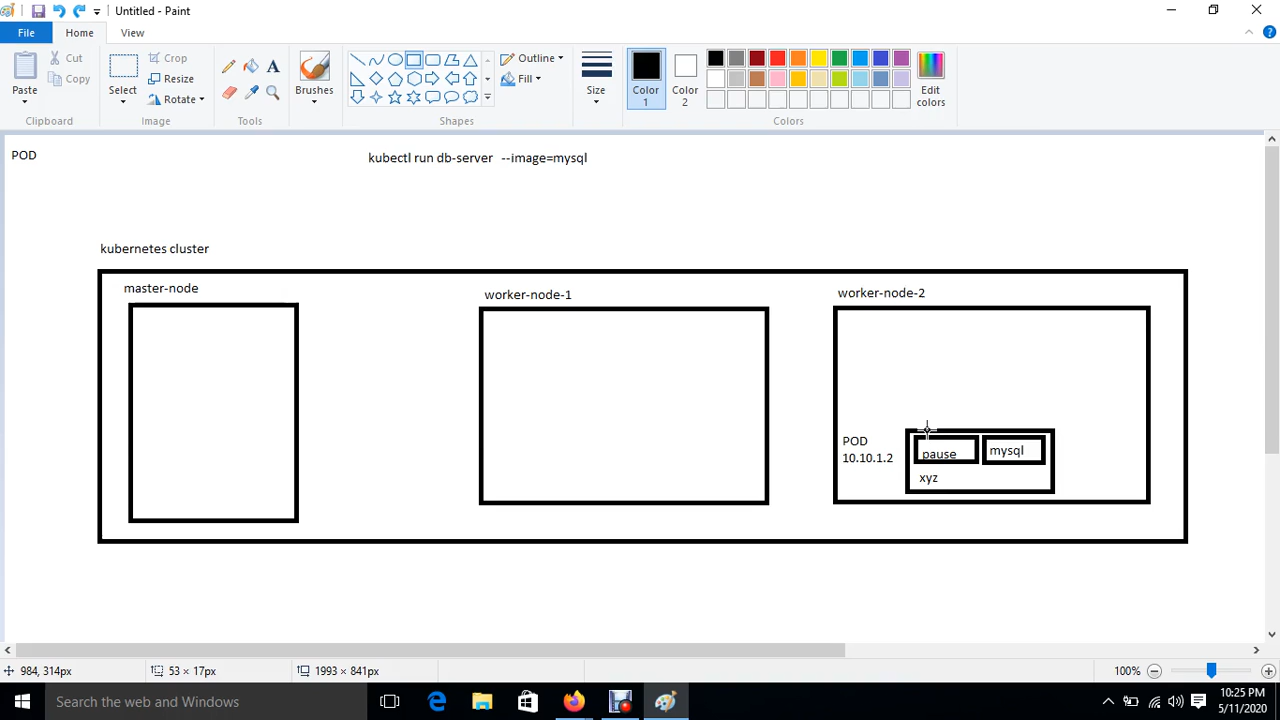 Untitled - Paint
File
Home
View
Paste
Cut
Copy
Clipboard
Select
Crop
Resize
Rotate
Image
Tools
Brushes
Shapes
Outline
Fill
Size
Color 1
Color 2
Edit colors
Colors
POD
kubectl run db-server --image=mysql
kubernetes cluster
master-node
worker-node-1
worker-node-2
POD
10.10.1.2
pause
mysql
xyz
984, 314px
53 × 17px
1993 × 841px
100%
Search the web and Windows
10:25 PM
5/11/2020